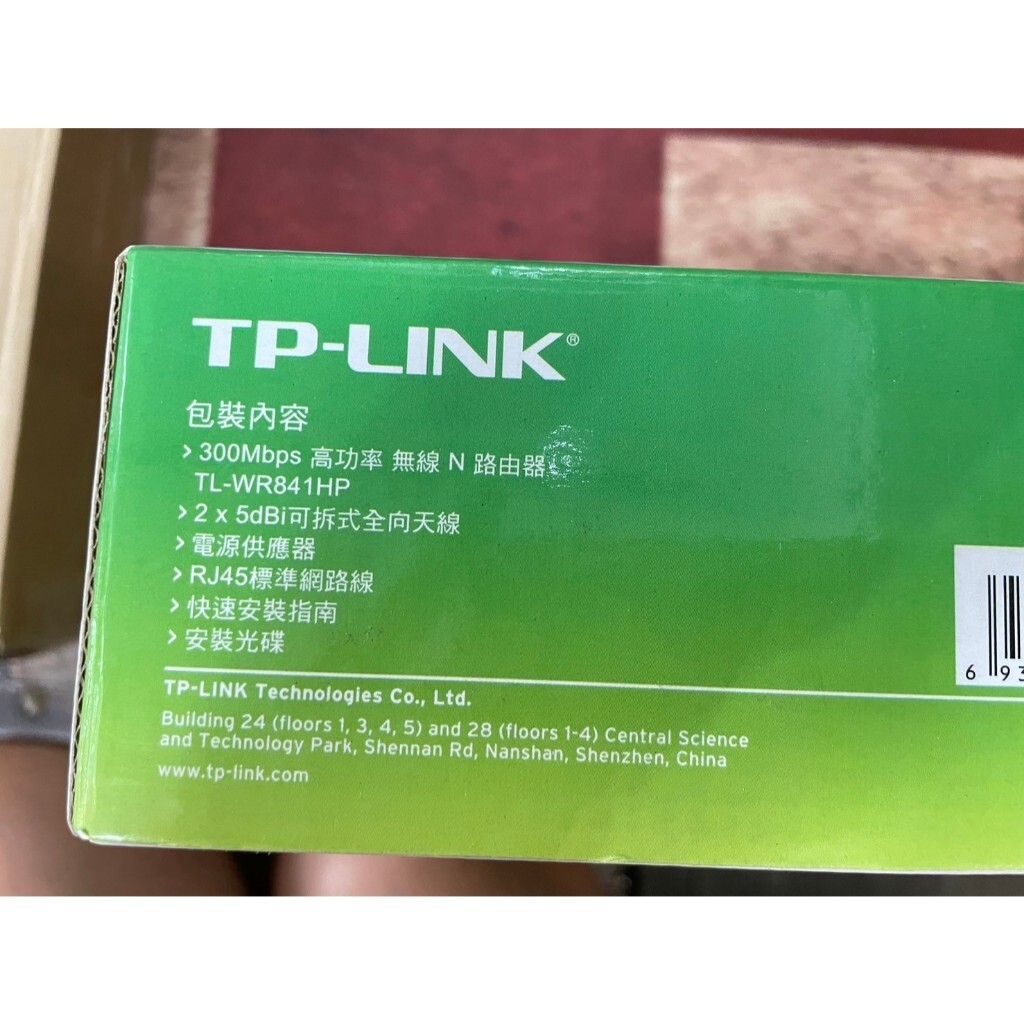 TP-LINK®
包裝內容
> 300Mbps 高功率 無線 N 路由器
TL-WR841HP
> 2 x 5dBi可拆式全向天線
> 電源供應器
> RJ45標準網路線
> 快速安裝指南
> 安裝光碟
TP-LINK Technologies Co., Ltd.
Building 24 (floors 1, 3, 4, 5) and 28 (floors 1-4) Central Science
and Technology Park, Shennan Rd, Nanshan, Shenzhen, China
www.tp-link.com
6 93